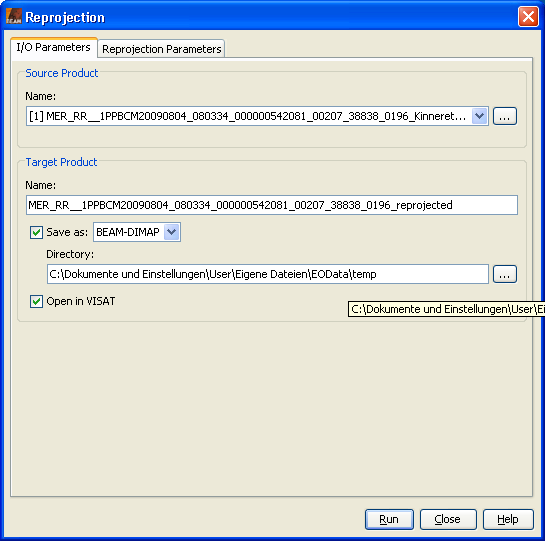 Reprojection
I/O Parameters
Reprojection Parameters
Source Product
Name:
[1] MER_RR__1PPBCM20090804_080334_000000542081_00207_38838_0196_Kinneret...
...
Target Product
Name:
MER_RR__1PPBCM20090804_080334_000000542081_00207_38838_0196_reprojected
Save as: BEAM-DIMAP
Directory:
C:\Dokumente und Einstellungen\User\Eigene Dateien\EOData\temp
...
Open in VISAT
C:\Dokumente und Einstellungen\User\Ei
Run Close Help